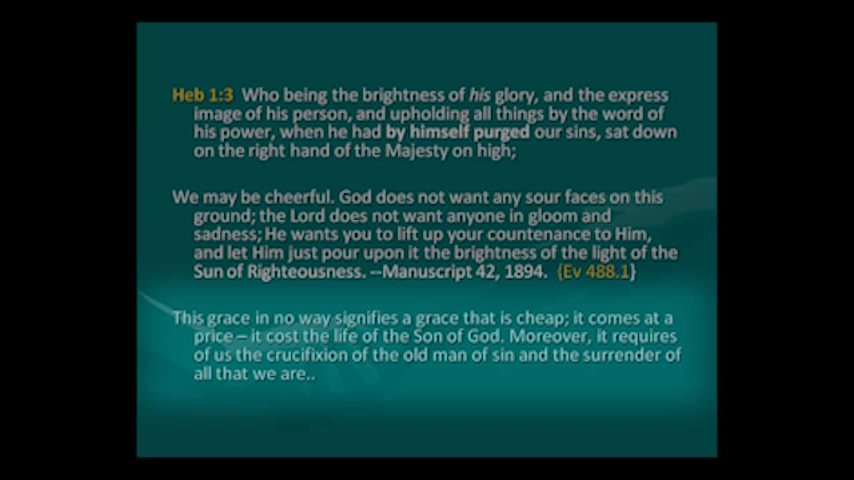 Heb 1:3 Who being the brightness of his glory, and the express
image of his person, and upholding all things by the word of
his power, when he had by himself purged our sins, sat down
on the right hand of the Majesty on high;
We may be cheerful. God does not want any sour faces on this
ground; the Lord does not want anyone in gloom and
sadness; He wants you to lift up your countenance to Him,
and let Him just pour upon it the brightness of the light of the
Sun of Righteousness. --Manuscript 42, 1894. {Ev 488.1}
This grace in no way signifies a grace that is cheap; it comes at a
price – it cost the life of the Son of God. Moreover, it requires
of us the crucifixion of the old man of sin and the surrender of
all that we are..